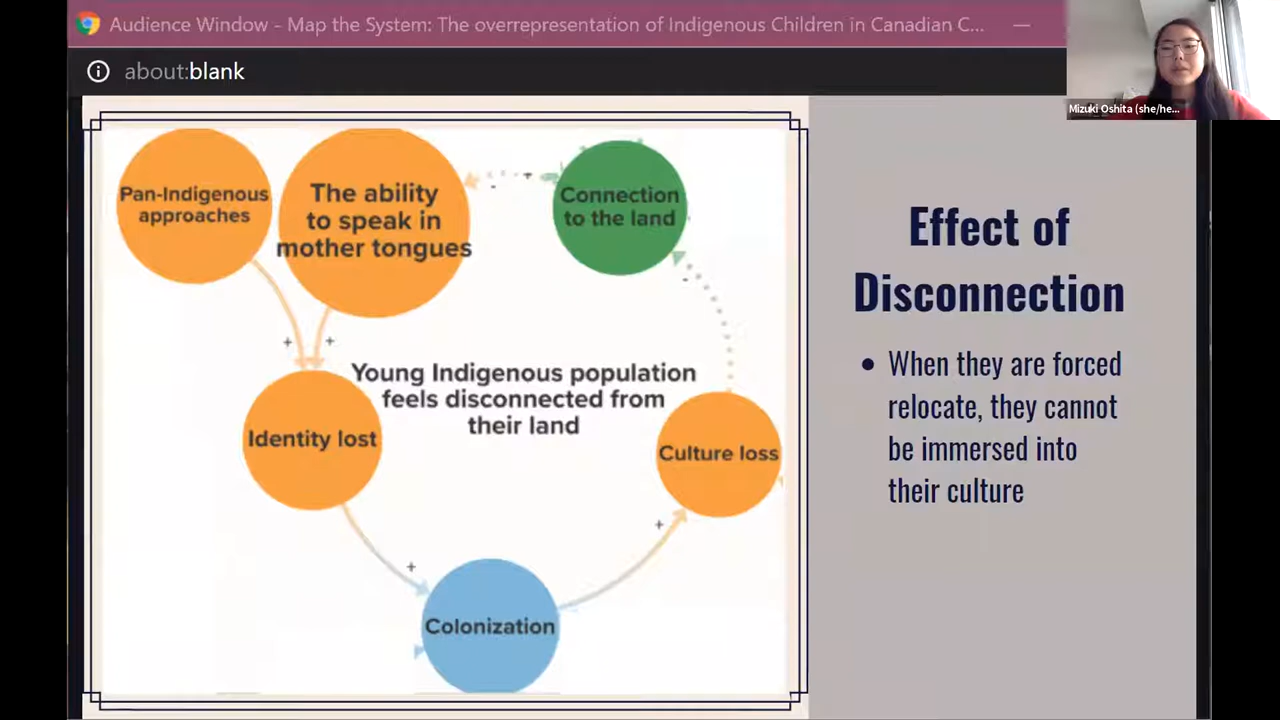 Audience Window - Map the System: The overrepresentation of Indigenous Children in Canadian C...
about:blank
Mizuki Oshita (she/he...
Pan-Indigenous
approaches
The ability
to speak in
mother tongues
- +
Connection
to the land
-
+ +
Young Indigenous population
feels disconnected from
their land
Identity lost
Culture loss
+
+
Colonization
Effect of
Disconnection
• When they are forced
relocate, they cannot
be immersed into
their culture